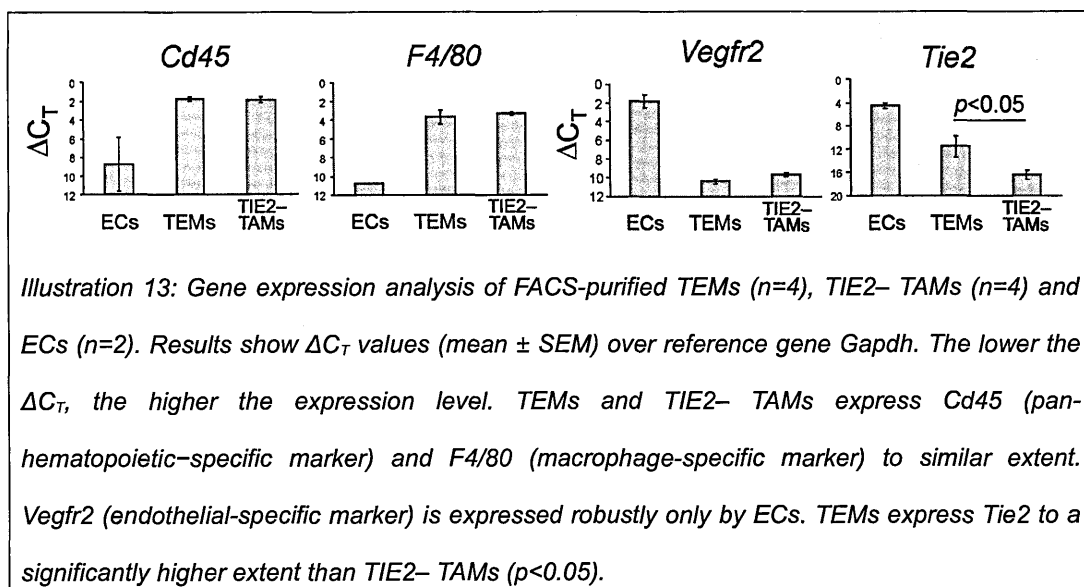 Cd45 F4/80 Vegfr2 Tie2
ΔCT 0 2 4 6 8 10 12 ECs TEMs TIE2– TAMs
0 2 4 6 8 10 12 ECs TEMs TIE2– TAMs
ΔCT 0 2 4 6 8 10 12 ECs TEMs TIE2– TAMs
0 4 8 12 16 20 p<0.05 ECs TEMs TIE2– TAMs
Illustration 13: Gene expression analysis of FACS-purified TEMs (n=4), TIE2– TAMs (n=4) and
ECs (n=2). Results show ΔCT values (mean ± SEM) over reference gene Gapdh. The lower the
ΔCT, the higher the expression level. TEMs and TIE2– TAMs express Cd45 (pan-
hematopoietic–specific marker) and F4/80 (macrophage-specific marker) to similar extent.
Vegfr2 (endothelial-specific marker) is expressed robustly only by ECs. TEMs express Tie2 to a
significantly higher extent than TIE2– TAMs (p<0.05).